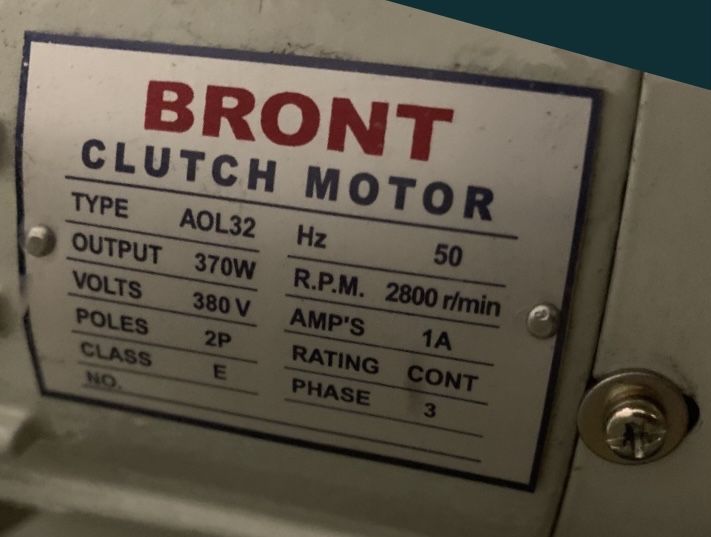 BRONT
CLUTCH MOTOR
TYPE AOL32 Hz 50
OUTPUT 370W R.P.M. 2800 r/min
VOLTS 380 V AMP'S 1A
POLES 2P RATING CONT
CLASS E PHASE 3
NO.